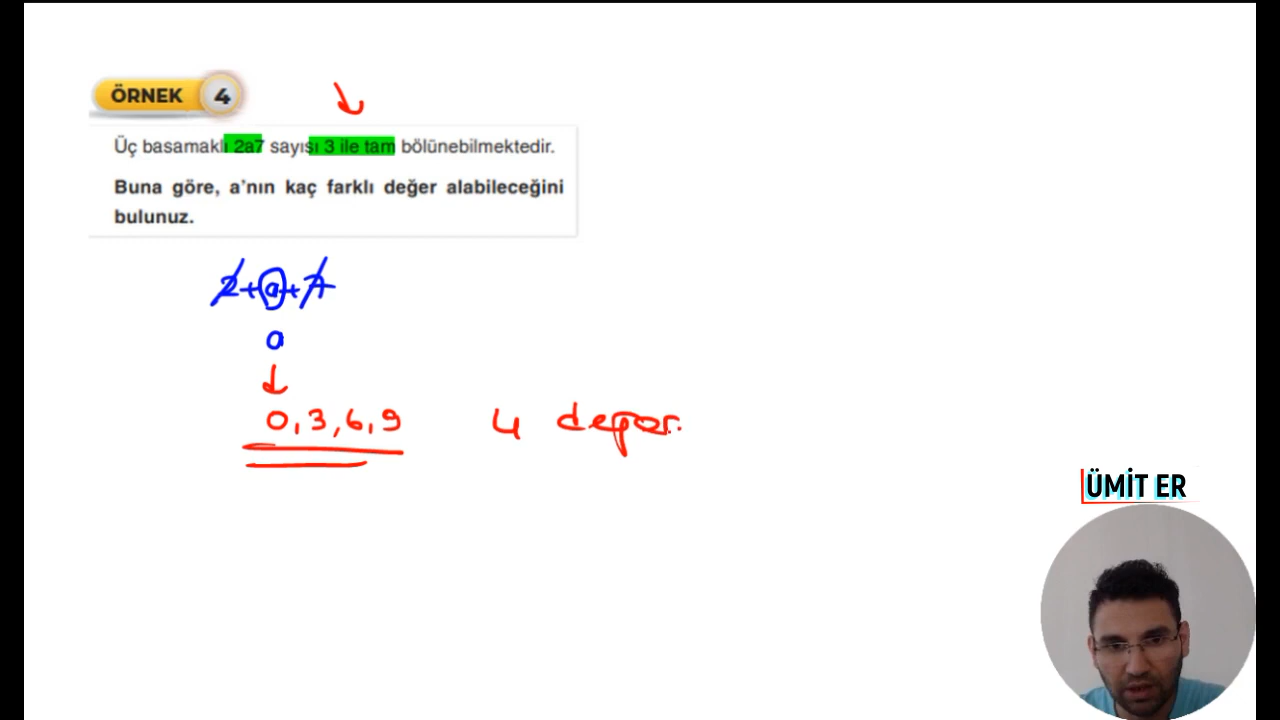 ÖRNEK 4
Üç basamaklı 2a7 sayısı 3 ile tam bölünebilmektedir.
Buna göre, a'nın kaç farklı değer alabileceğini
bulunuz.
2+a+7
a
0,3,6,9 4 değer.
ÜMİT ER